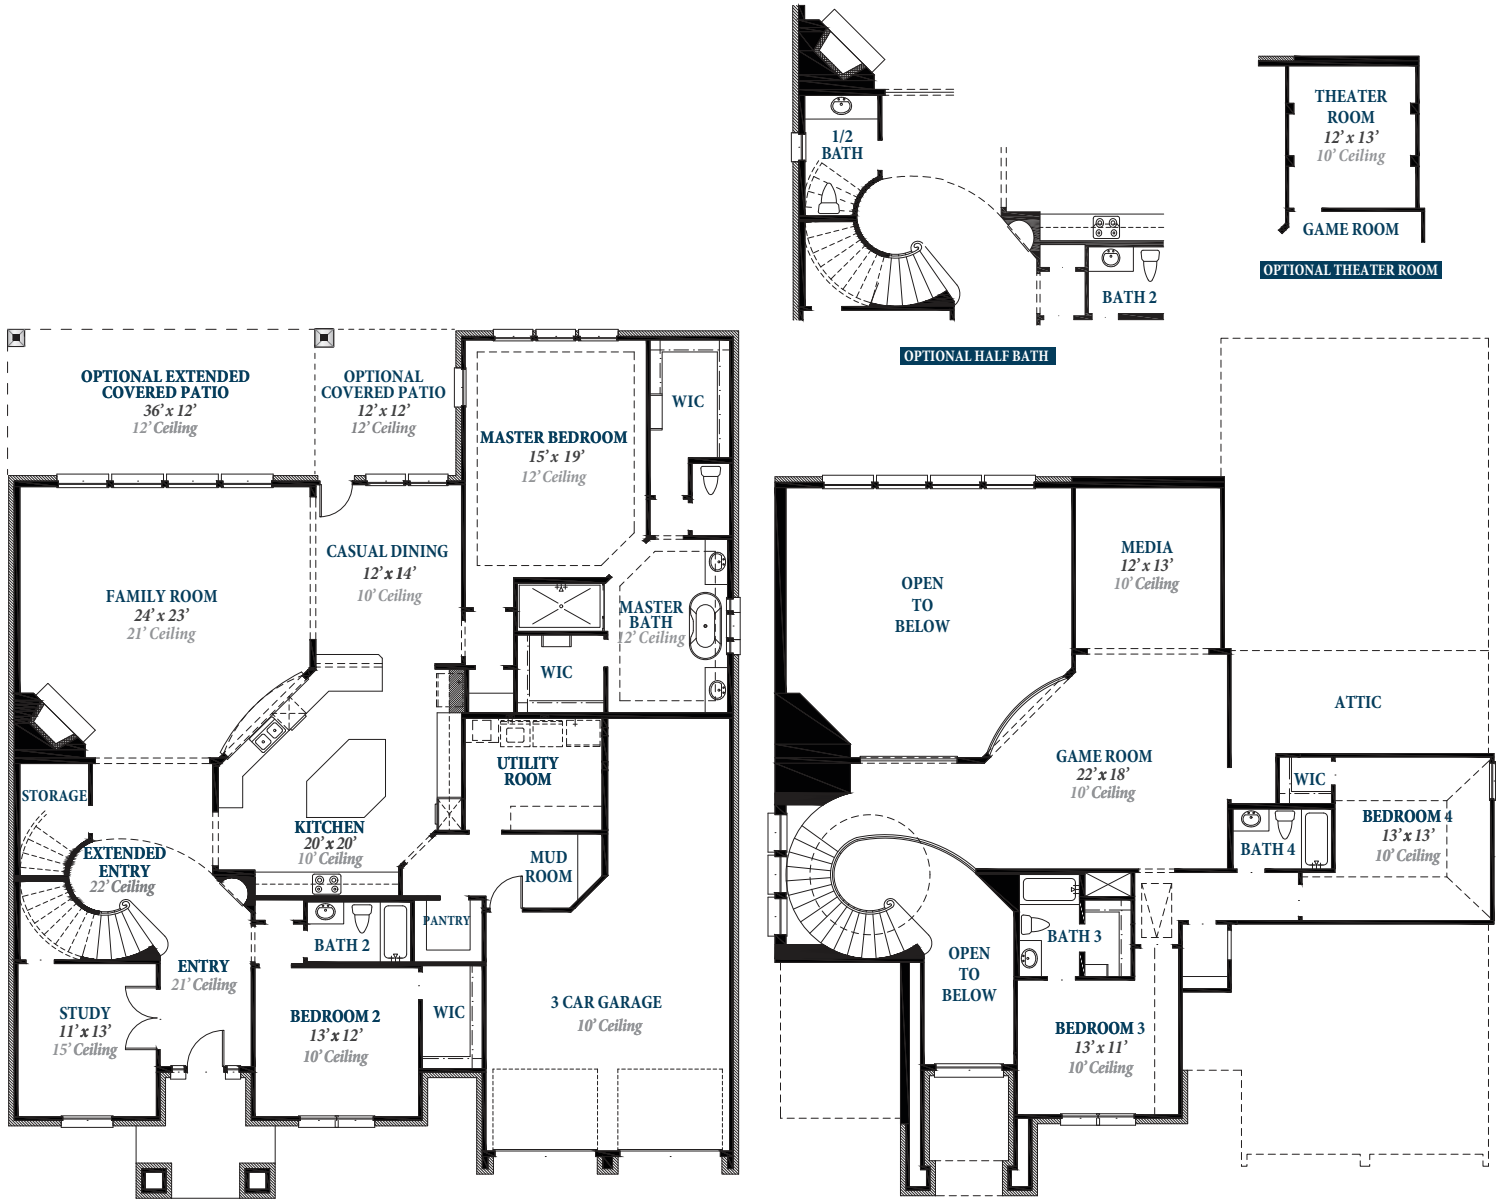 OPTIONAL EXTENDED
COVERED PATIO
36' x 12'
12' Ceiling
OPTIONAL
COVERED PATIO
12' x 12'
12' Ceiling
MASTER BEDROOM
15' x 19'
12' Ceiling
WIC
CASUAL DINING
12' x 14'
10' Ceiling
FAMILY ROOM
24' x 23'
21' Ceiling
MASTER
BATH
12' Ceiling
WIC
UTILITY
ROOM
STORAGE
KITCHEN
20' x 20'
10' Ceiling
EXTENDED
ENTRY
22' Ceiling
MUD
ROOM
PANTRY
BATH 2
ENTRY
21' Ceiling
STUDY
11' x 13'
15' Ceiling
BEDROOM 2
13' x 12'
10' Ceiling
WIC
3 CAR GARAGE
10' Ceiling
1/2
BATH
BATH 2
OPTIONAL HALF BATH
THEATER
ROOM
12' x 13'
10' Ceiling
GAME ROOM
OPTIONAL THEATER ROOM
OPEN
TO
BELOW
MEDIA
12' x 13'
10' Ceiling
ATTIC
GAME ROOM
22' x 18'
10' Ceiling
WIC
BEDROOM 4
13' x 13'
10' Ceiling
BATH 4
BATH 3
OPEN
TO
BELOW
BEDROOM 3
13' x 11'
10' Ceiling